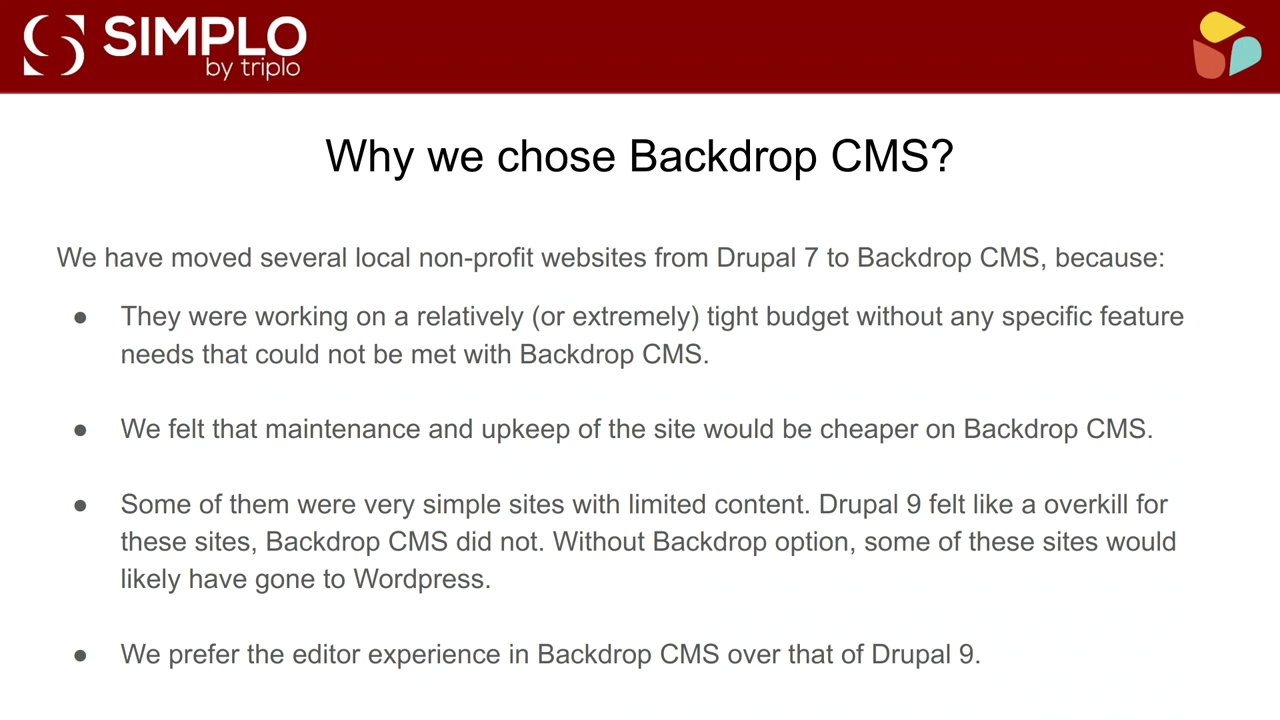 SIMPLO
by triplo
Why we chose Backdrop CMS?
We have moved several local non-profit websites from Drupal 7 to Backdrop CMS, because:
● They were working on a relatively (or extremely) tight budget without any specific feature
needs that could not be met with Backdrop CMS.
● We felt that maintenance and upkeep of the site would be cheaper on Backdrop CMS.
● Some of them were very simple sites with limited content. Drupal 9 felt like a overkill for
these sites, Backdrop CMS did not. Without Backdrop option, some of these sites would
likely have gone to Wordpress.
● We prefer the editor experience in Backdrop CMS over that of Drupal 9.